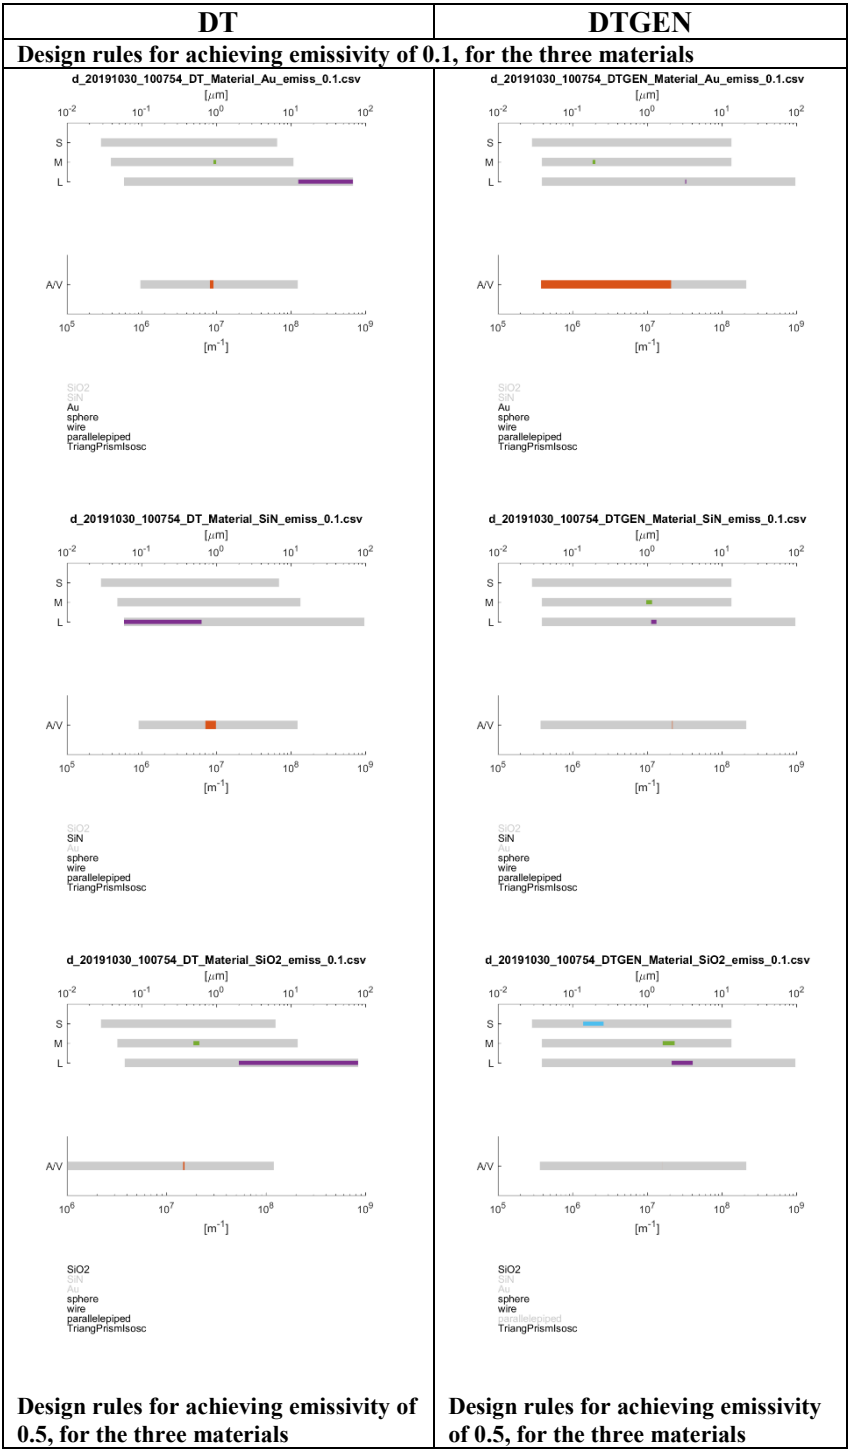 DT
DTGEN
Design rules for achieving emissivity of 0.1, for the three materials
d_20191030_100754_DT_Material_Au_emiss_0.1.csv
[μm]
10^-2 10^-1 10^0 10^1 10^2
S
M
L
A/V
10^5 10^6 10^7 10^8 10^9
[m^-1]
SiO2
SiN
Au
sphere
wire
parallelepiped
TriangPrismIsosc
d_20191030_100754_DTGEN_Material_Au_emiss_0.1.csv
[μm]
10^-2 10^-1 10^0 10^1 10^2
S
M
L
A/V
10^5 10^6 10^7 10^8 10^9
[m^-1]
SiO2
SiN
Au
sphere
wire
parallelepiped
TriangPrismIsosc
d_20191030_100754_DT_Material_SiN_emiss_0.1.csv
[μm]
10^-2 10^-1 10^0 10^1 10^2
S
M
L
A/V
10^5 10^6 10^7 10^8 10^9
[m^-1]
SiO2
SiN
Au
sphere
wire
parallelepiped
TriangPrismIsosc
d_20191030_100754_DTGEN_Material_SiN_emiss_0.1.csv
[μm]
10^-2 10^-1 10^0 10^1 10^2
S
M
L
A/V
10^5 10^6 10^7 10^8 10^9
[m^-1]
SiO2
SiN
Au
sphere
wire
parallelepiped
TriangPrismIsosc
d_20191030_100754_DT_Material_SiO2_emiss_0.1.csv
[μm]
10^-2 10^-1 10^0 10^1 10^2
S
M
L
A/V
10^6 10^7 10^8 10^9
[m^-1]
SiO2
SiN
Au
sphere
wire
parallelepiped
TriangPrismIsosc
d_20191030_100754_DTGEN_Material_SiO2_emiss_0.1.csv
[μm]
10^-2 10^-1 10^0 10^1 10^2
S
M
L
A/V
10^5 10^6 10^7 10^8 10^9
[m^-1]
SiO2
SiN
Au
sphere
wire
parallelepiped
TriangPrismIsosc
Design rules for achieving emissivity of
0.5, for the three materials
Design rules for achieving emissivity
of 0.5, for the three materials